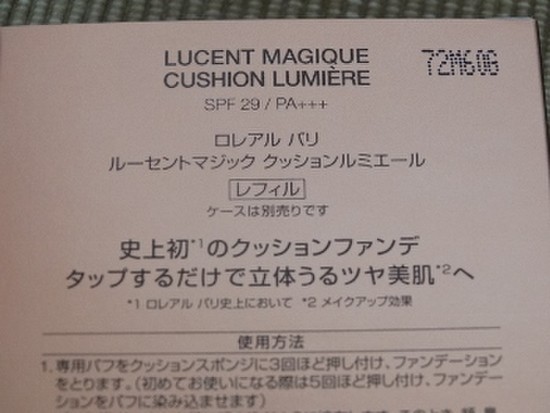 LUCENT MAGIQUE
CUSHION LUMIÈRE
72M60G
SPF 29 / PA+++
ロレアル パリ
ルーセントマジック クッションルミエール
レフィル
ケースは別売りです
史上初*1のクッションファンデ
タップするだけで立体うるツヤ美肌*2へ
*1 ロレアル パリ史上において *2 メイクアップ効果
使用方法
1. 専用パフをクッションスポンジに3回ほど押し付け、ファンデーション
をとります。（初めてお使いになる際は5回ほど押し付け、ファンデー
ションをパフに染み込ませます）